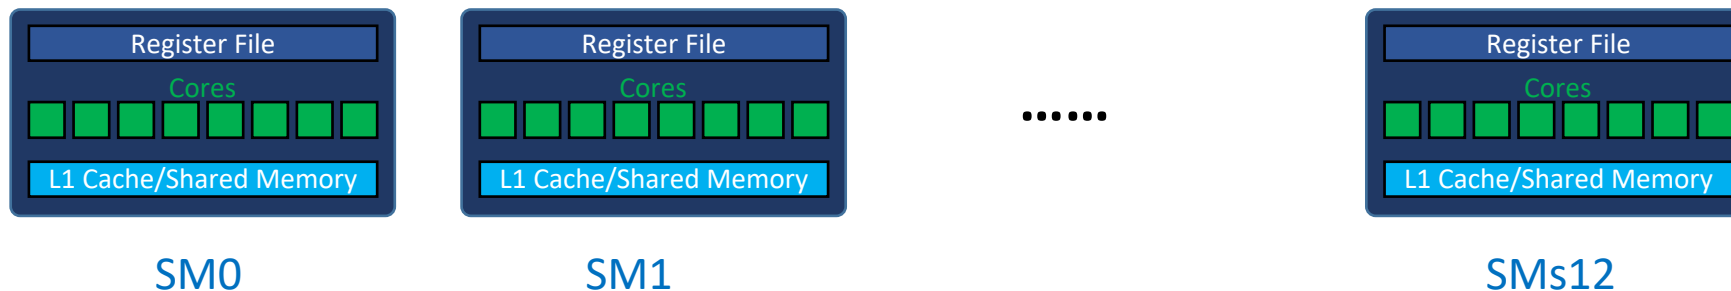 Register File
Cores
L1 Cache/Shared Memory
SM0
Register File
Cores
L1 Cache/Shared Memory
SM1
......
Register File
Cores
L1 Cache/Shared Memory
SMs12